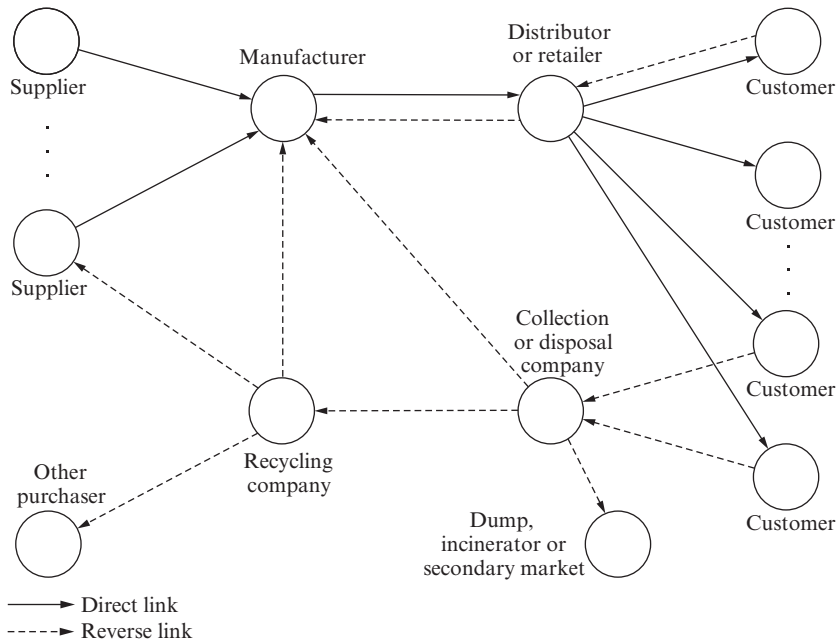 Supplier
Manufacturer
Distributor
or retailer
Customer
Customer
Supplier
Collection
or disposal
company
Customer
Recycling
company
Other
purchaser
Dump,
incinerator or
secondary market
Customer
Direct link
Reverse link